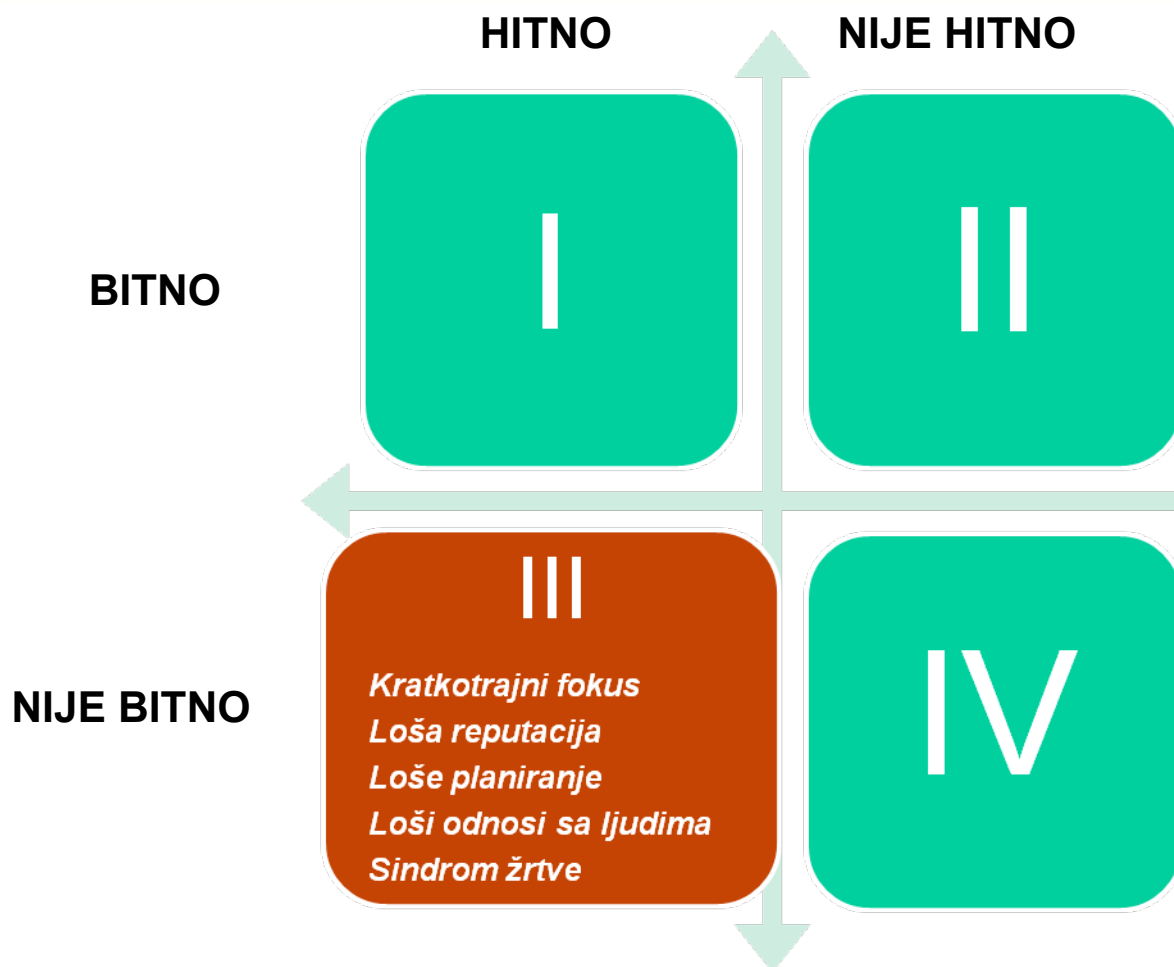 HITNO NIJE HITNO
I II
BITNO
III
Kratkotrajni fokus
Loša reputacija
Loše planiranje
Loši odnosi sa ljudima
Sindrom žrtve
NIJE BITNO
IV